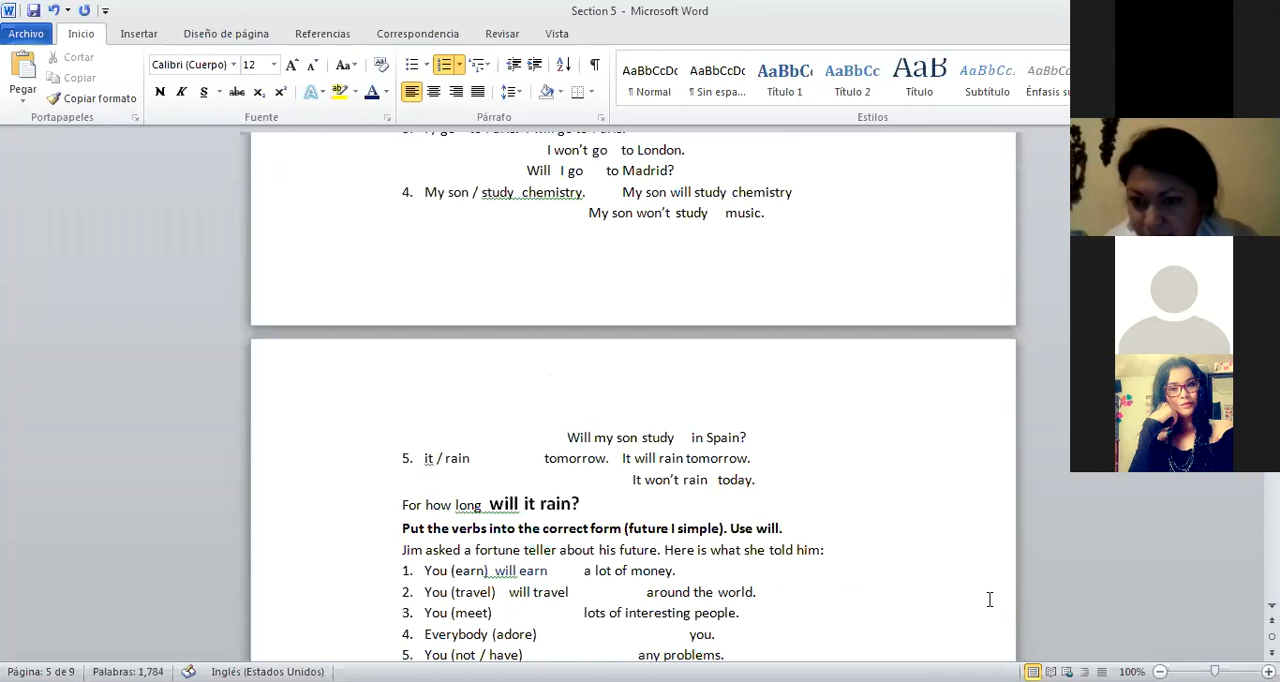 Section 5 - Microsoft Word
Archivo Inicio Insertar Diseño de página Referencias Correspondencia Revisar Vista
Cortar
Copiar
Copiar formato
Pegar
Calibri (Cuerpo) 12
AaBbCcDc AaBbCcDc AaBbC AaBbCc AaB AaBbCc. AaBbCc
¶ Normal ¶ Sin espa... Título 1 Título 2 Título Subtítulo Énfasis su
Portapapeles Fuente Párrafo Estilos
I won't go to London.
Will I go to Madrid?
4. My son / study chemistry. My son will study chemistry
My son won't study music.
Will my son study in Spain?
5. it / rain tomorrow. It will rain tomorrow.
It won't rain today.
For how long will it rain?
Put the verbs into the correct form (future I simple). Use will.
Jim asked a fortune teller about his future. Here is what she told him:
1. You (earn) will earn a lot of money.
2. You (travel) will travel around the world.
3. You (meet) lots of interesting people.
4. Everybody (adore) you.
5. You (not / have) any problems.
Página: 5 de 9 Palabras: 1,784 Inglés (Estados Unidos) 100%